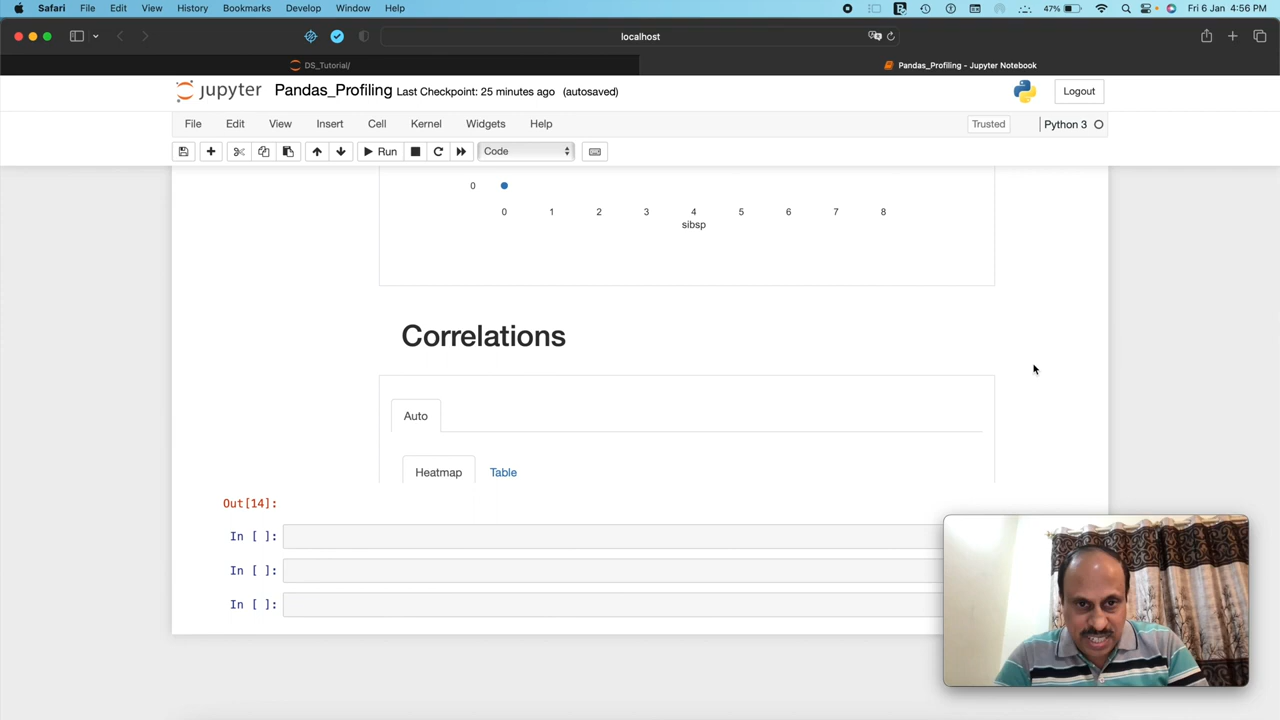 Safari File Edit View History Bookmarks Develop Window Help 47% Fri 6 Jan 4:56 PM
localhost
DS_Tutorial/ Pandas_Profiling - Jupyter Notebook
jupyter Pandas_Profiling Last Checkpoint: 25 minutes ago (autosaved) Logout
File Edit View Insert Cell Kernel Widgets Help Trusted Python 3
Run Code
0
0 1 2 3 4 5 6 7 8
sibsp
Correlations
Auto
Heatmap Table
Out[14]:
In [ ]:
In [ ]:
In [ ]: